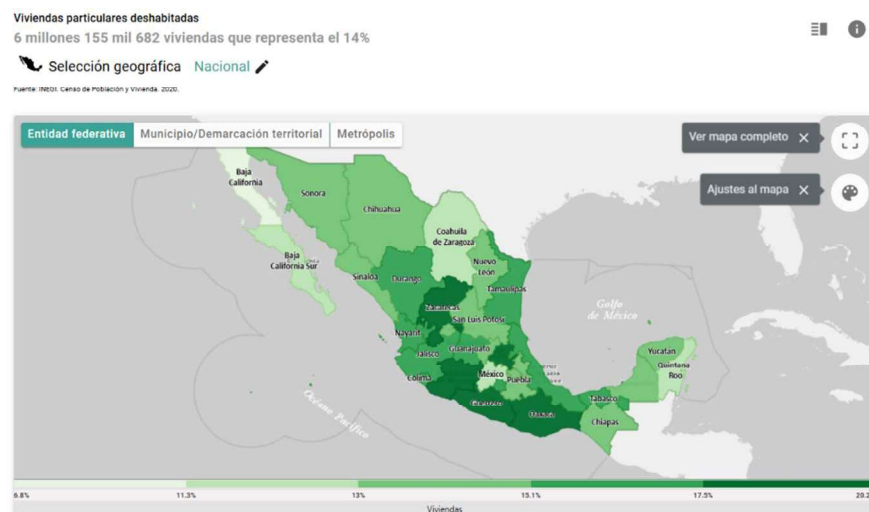 Viviendas particulares deshabitadas
6 millones 155 mil 682 viviendas que representa el 14%
Selección geográfica Nacional
Fuente: INEGI. Censo de Población y Vivienda. 2020.
Entidad federativa Municipio/Demarcación territorial Metrópolis
Ver mapa completo ×
Ajustes al mapa ×
Baja
California
Sonora
Chihuahua
Coahuila
de Zaragoza
Baja
California Sur
Nuevo
León
Sinaloa
Durango
Tamaulipas
Zacatecas
San Luis Potosí
Golfo
de México
Nayarit
Jalisco
Guanajuato
Yucatan
Quintana
Roo
Colima
México
Puebla
Tabasco
Guerrero
Oaxaca
Chiapas
Océano Pacífico
6.8% 11.3% 13% 15.1% 17.5%
Viviendas